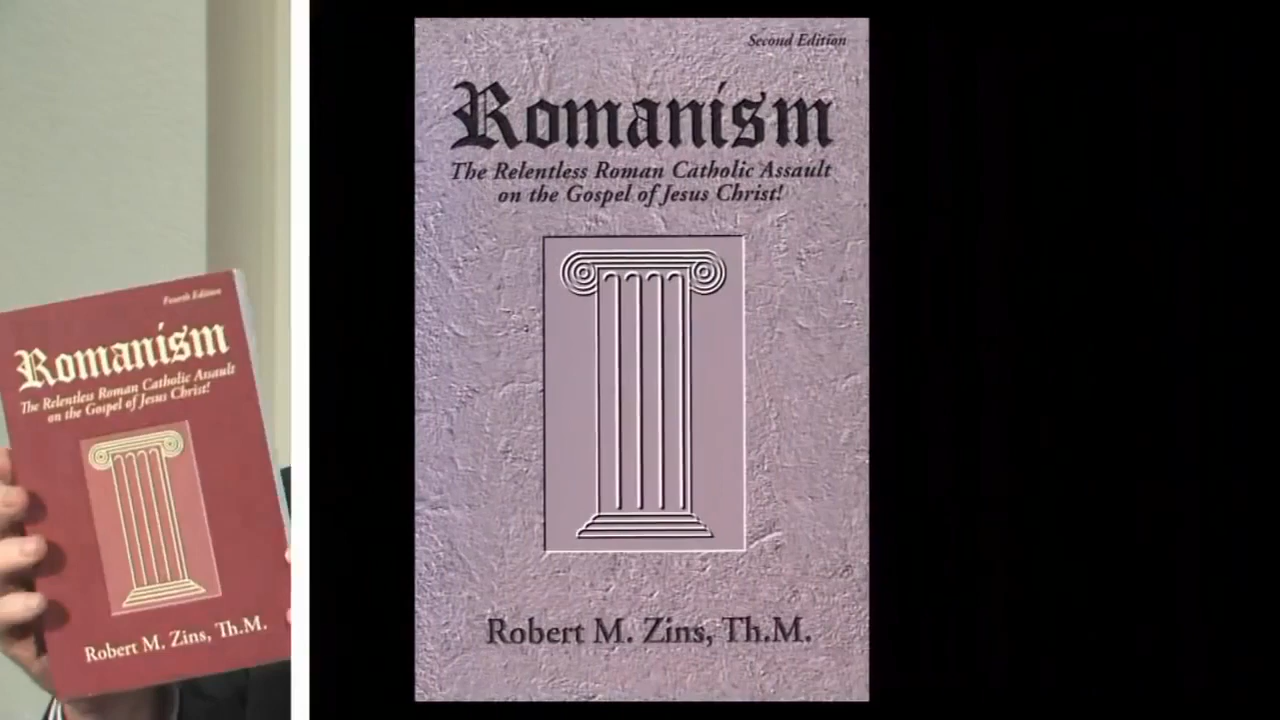 Fourth Edition
Romanism
The Relentless Roman Catholic Assault
on the Gospel of Jesus Christ!
Robert M. Zins, Th.M.
Second Edition
Romanism
The Relentless Roman Catholic Assault
on the Gospel of Jesus Christ!
Robert M. Zins, Th.M.